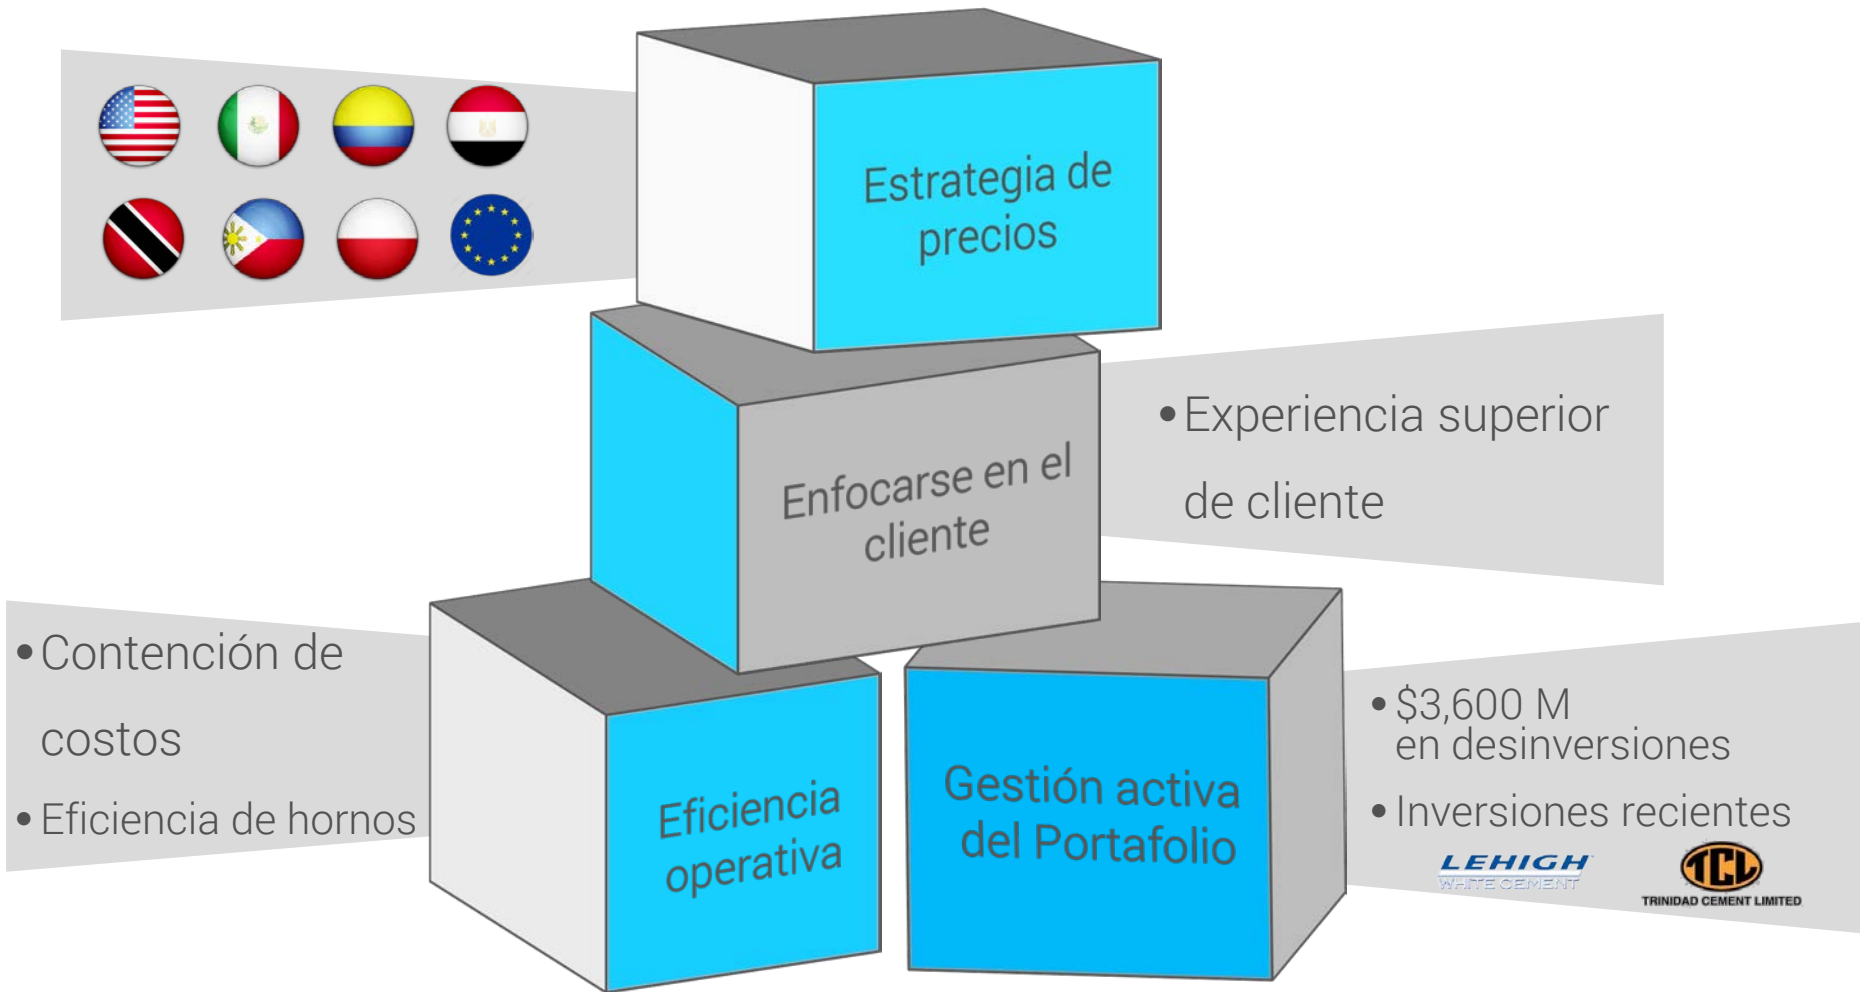 Estrategia de
precios
Enfocarse en el
cliente
•Experiencia superior
de cliente
•Contención de
costos
•Eficiencia de hornos
Eficiencia
operativa
Gestión activa
del Portafolio
•$3,600 M
en desinversiones
•Inversiones recientes
LEHIGH
WHITE CEMENT
TCL
TRINIDAD CEMENT LIMITED